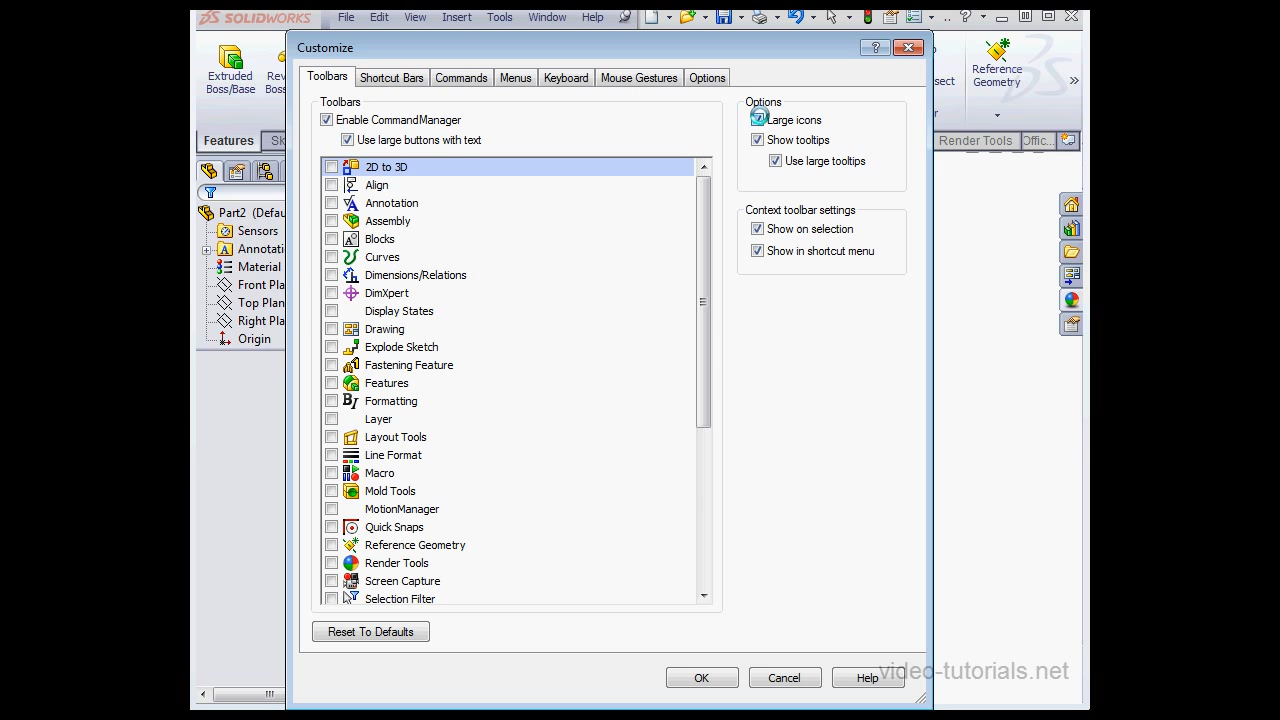 SOLIDWORKS File Edit View Insert Tools Window Help
Customize
Extruded Boss/Base
Reference Geometry
Features
Render Tools
Offic...
Toolbars Shortcut Bars Commands Menus Keyboard Mouse Gestures Options
Toolbars
Enable CommandManager
Use large buttons with text
2D to 3D
Align
Annotation
Assembly
Blocks
Curves
Dimensions/Relations
DimXpert
Display States
Drawing
Explode Sketch
Fastening Feature
Features
Formatting
Layer
Layout Tools
Line Format
Macro
Mold Tools
MotionManager
Quick Snaps
Reference Geometry
Render Tools
Screen Capture
Selection Filter
Reset To Defaults
Options
Large icons
Show tooltips
Use large tooltips
Context toolbar settings
Show on selection
Show in shortcut menu
Part2 (Defau
Sensors
Annotati
Material
Front Pla
Top Plan
Right Pla
Origin
OK Cancel Help
video-tutorials.net